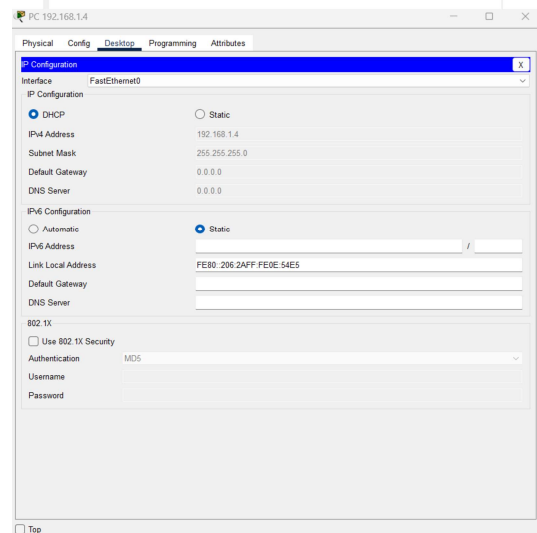 PC 192.168.1.4
Physical Config Desktop Programming Attributes
IP Configuration X
Interface FastEthernet0
IP Configuration
DHCP Static
IPv4 Address 192.168.1.4
Subnet Mask 255.255.255.0
Default Gateway 0.0.0.0
DNS Server 0.0.0.0
IPv6 Configuration
Automatic Static
IPv6 Address /
Link Local Address FE80::206:2AFF:FE0E:54E5
Default Gateway
DNS Server
802.1X
Use 802.1X Security
Authentication MD5
Username
Password
Top